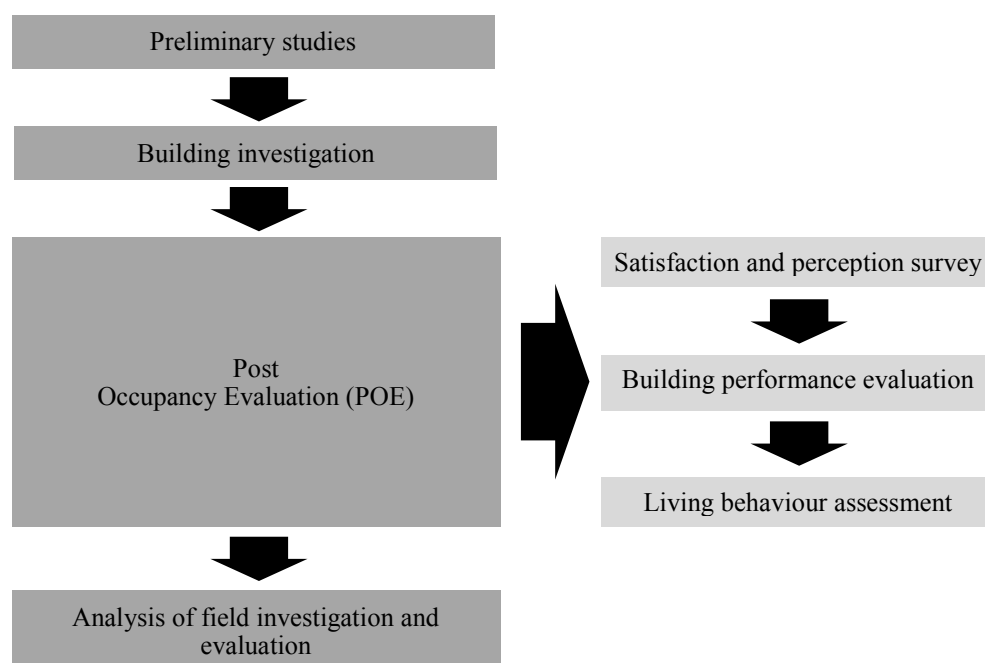 Preliminary studies
Building investigation
Post
Occupancy Evaluation (POE)
Satisfaction and perception survey
Building performance evaluation
Living behaviour assessment
Analysis of field investigation and
evaluation